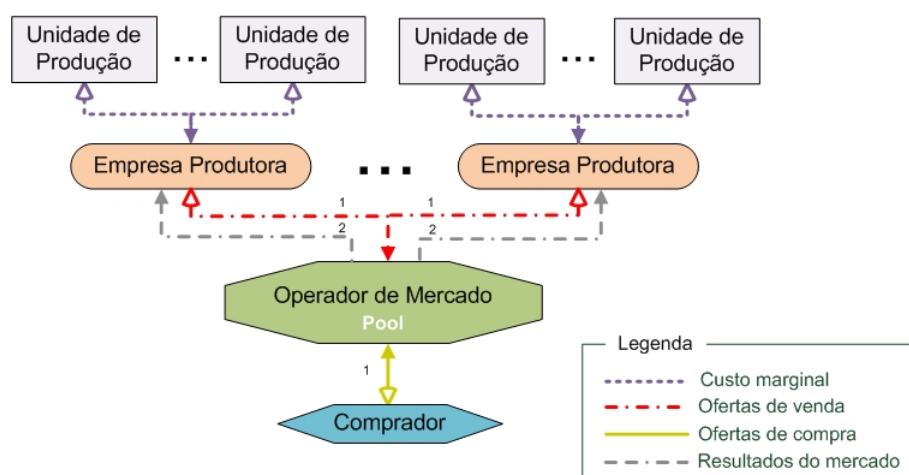 Unidade de
Produção
...
Unidade de
Produção
Unidade de
Produção
...
Unidade de
Produção
Empresa Produtora
...
Empresa Produtora
1
1
2
2
Operador de Mercado
Pool
1
Comprador
Legenda
Custo marginal
Ofertas de venda
Ofertas de compra
Resultados do mercado